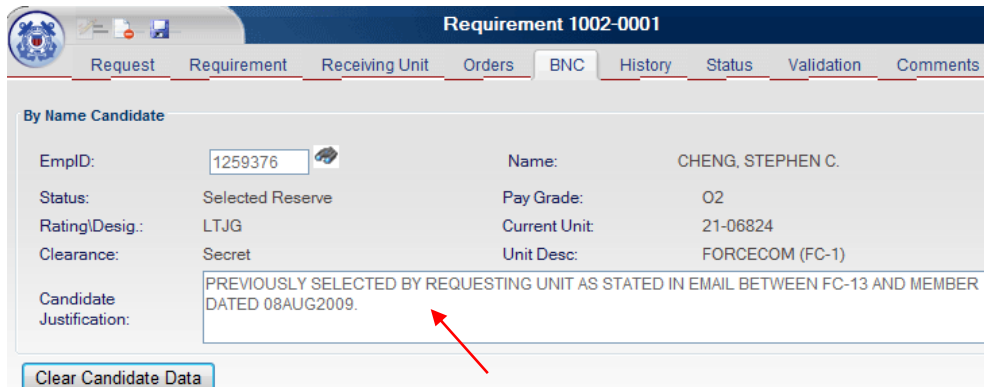 Requirement 1002-0001
Request Requirement Receiving Unit Orders BNC History Status Validation Comments
By Name Candidate
EmpID: 1259376 Name: CHENG, STEPHEN C.
Status: Selected Reserve Pay Grade: O2
Rating\Desig.: LTJG Current Unit: 21-06824
Clearance: Secret Unit Desc: FORCECOM (FC-1)
Candidate Justification: PREVIOUSLY SELECTED BY REQUESTING UNIT AS STATED IN EMAIL BETWEEN FC-13 AND MEMBER
DATED 08AUG2009.
Clear Candidate Data